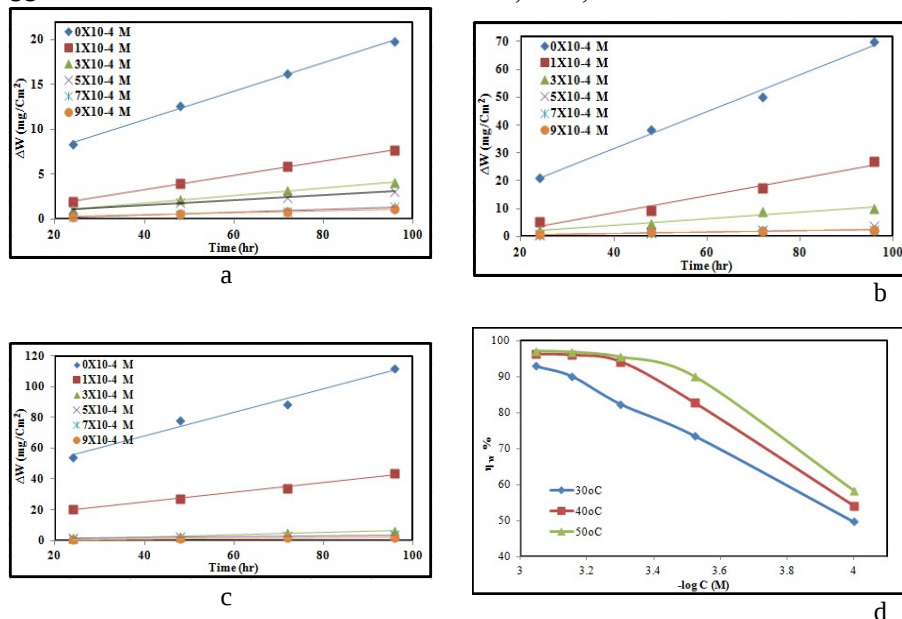 20
15
10
5
0
ΔW (mg/Cm²)
0X10-4 M
1X10-4 M
3X10-4 M
5X10-4 M
7X10-4 M
9X10-4 M
20 40 60 80 100
Time (hr)
a
70
60
50
40
30
20
10
0
ΔW (mg/Cm²)
0X10-4 M
1X10-4 M
3X10-4 M
5X10-4 M
7X10-4 M
9X10-4 M
20 40 60 80 100
Time (hr)
b
120
100
80
60
40
20
0
ΔW (mg/Cm²)
0X10-4 M
1X10-4 M
3X10-4 M
5X10-4 M
7X10-4 M
9X10-4 M
20 40 60 80 100
Time (hr)
c
100
90
80
70
60
50
40
ηw %
30oC
40oC
50oC
3 3.2 3.4 3.6 3.8 4
-log C (M)
d